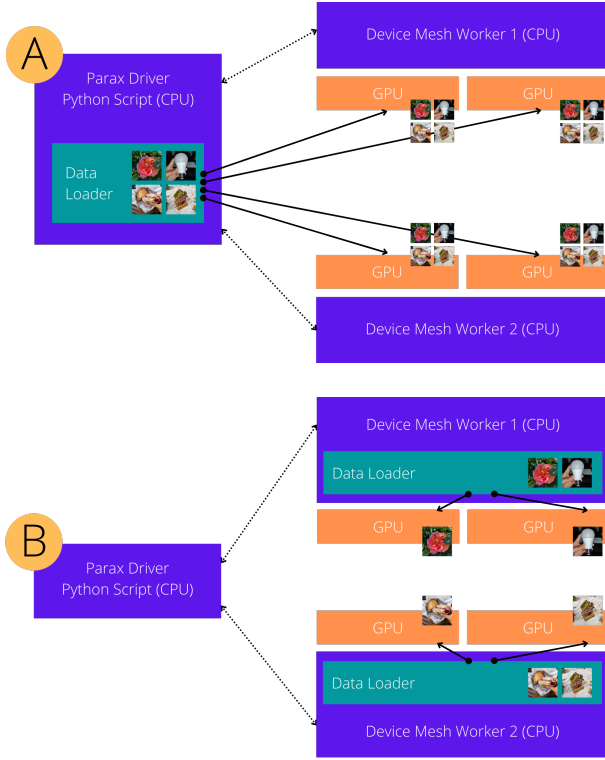 A
Parax Driver
Python Script (CPU)
Data
Loader
Device Mesh Worker 1 (CPU)
GPU
GPU
GPU
GPU
Device Mesh Worker 2 (CPU)
B
Parax Driver
Python Script (CPU)
Device Mesh Worker 1 (CPU)
Data Loader
GPU
GPU
GPU
GPU
Data Loader
Device Mesh Worker 2 (CPU)